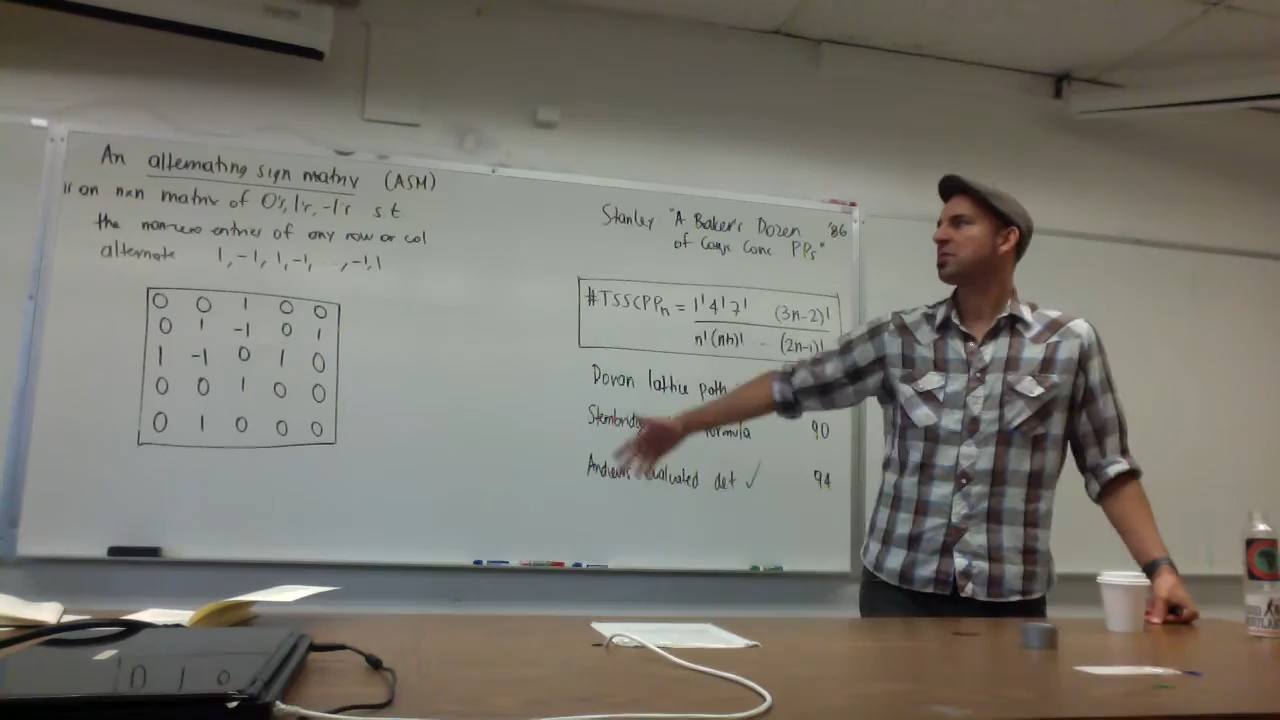 An alternating sign matrix (ASM)
is an nxn matrix of 0's, 1's, -1's s.t
the non-zero entries of any row or col
alternate 1, -1, 1, -1, ... , -1, 1
0 0 1 0 0
0 1 -1 0 1
1 -1 0 1 0
0 0 1 0 0
0 1 0 0 0
Stanley "A Baker's Dozen '86
of Conc PPs"
#TSSCPPn = 1!4!7! (3n-2)!
n!(n+1)! - (2n-1)!
Doran lattice path
90
Andrews evaluated det ✓ 94